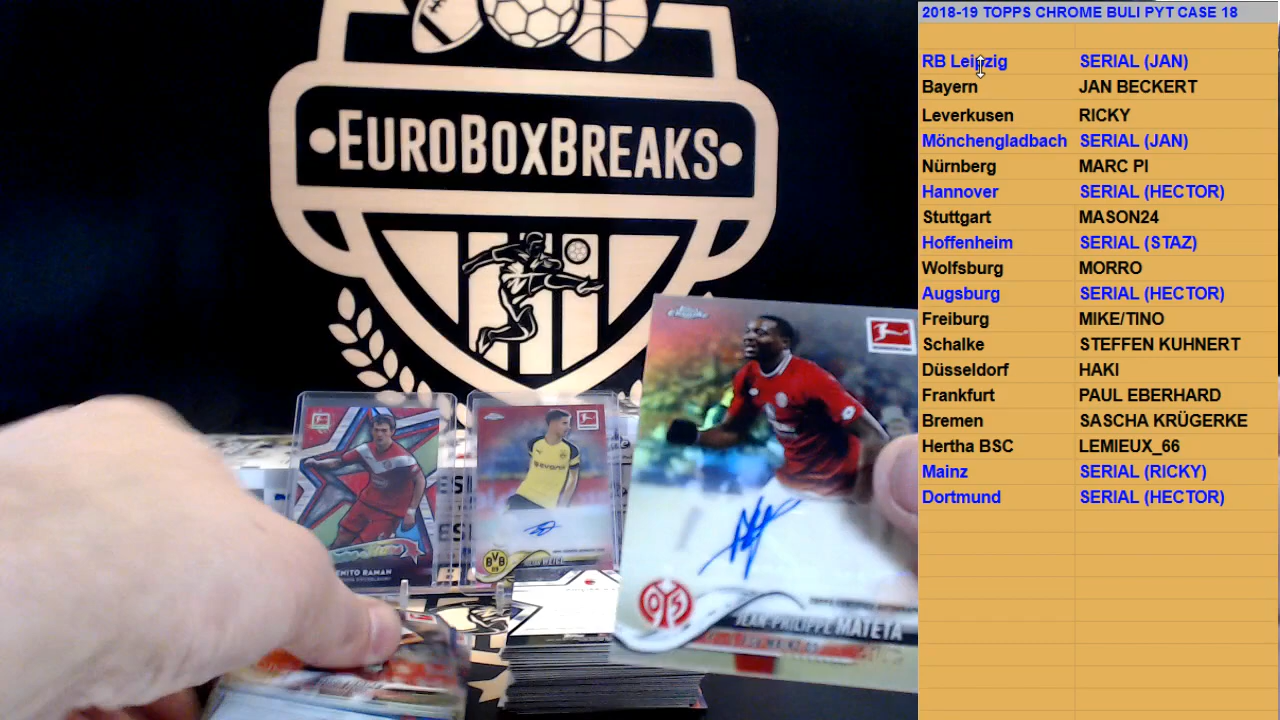 2018-19 TOPPS CHROME BULI PYT CASE 18
RB Leipzig SERIAL (JAN)
Bayern JAN BECKERT
Leverkusen RICKY
Mönchengladbach SERIAL (JAN)
Nürnberg MARC PI
Hannover SERIAL (HECTOR)
Stuttgart MASON24
Hoffenheim SERIAL (STAZ)
Wolfsburg MORRO
Augsburg SERIAL (HECTOR)
Freiburg MIKE/TINO
Schalke STEFFEN KUHNERT
Düsseldorf HAKI
Frankfurt PAUL EBERHARD
Bremen SASCHA KRÜGERKE
Hertha BSC LEMIEUX_66
Mainz SERIAL (RICKY)
Dortmund SERIAL (HECTOR)
EUROBOXBREAKS
BVB
09
RAMAN
JEAN-PHILIPPE MATETA